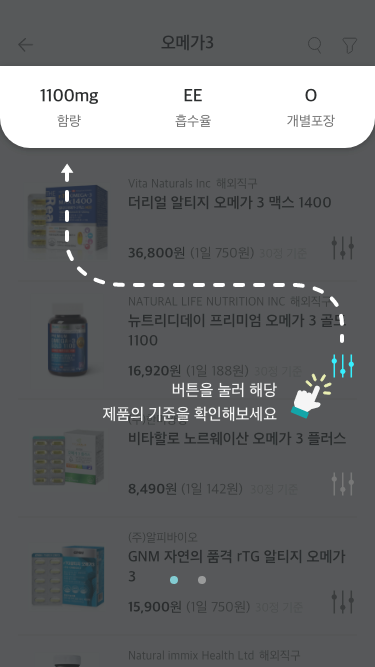 오메가3
1100mg
EE
O
함량
흡수율
개별포장
Vita Naturals Inc 해외직구
더리얼 알티지 오메가 3 맥스 1400
36,800원 (1일 750원) 30정 기준
NATURAL LIFE NUTRITION INC 해외직구
뉴트리디데이 프리미엄 오메가 3 골드
1100
16,920원 (1일 188원) 30정 기준
버튼을 눌러 해당
제품의 기준을 확인해보세요
비타할로 노르웨이산 오메가 3 플러스
8,490원 (1일 142원) 30정 기준
(주)알피바이오
GNM 자연의 품격 rTG 알티지 오메가
3
15,900원 (1일 750원) 30정 기준
Natural immix Health Ltd 해외직구